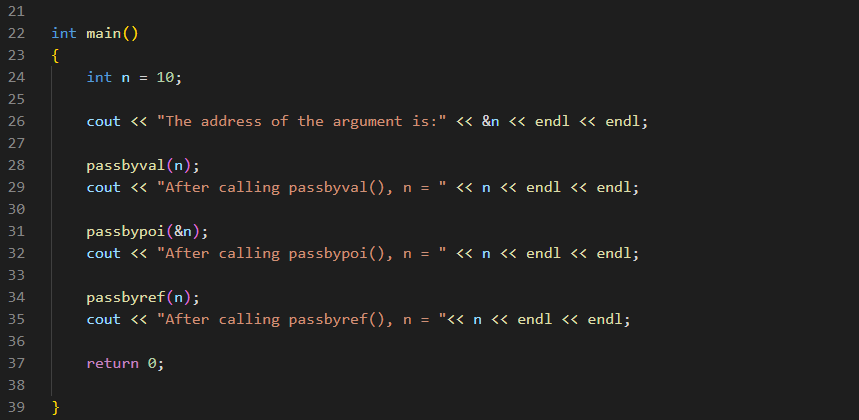 21
22 int main()
23 {
24     int n = 10;
25
26     cout << "The address of the argument is:" << &n << endl << endl;
27
28     passbyval(n);
29     cout << "After calling passbyval(), n = " << n << endl << endl;
30
31     passbypoi(&n);
32     cout << "After calling passbypoi(), n = " << n << endl << endl;
33
34     passbyref(n);
35     cout << "After calling passbyref(), n = "<< n << endl << endl;
36
37     return 0;
38
39 }